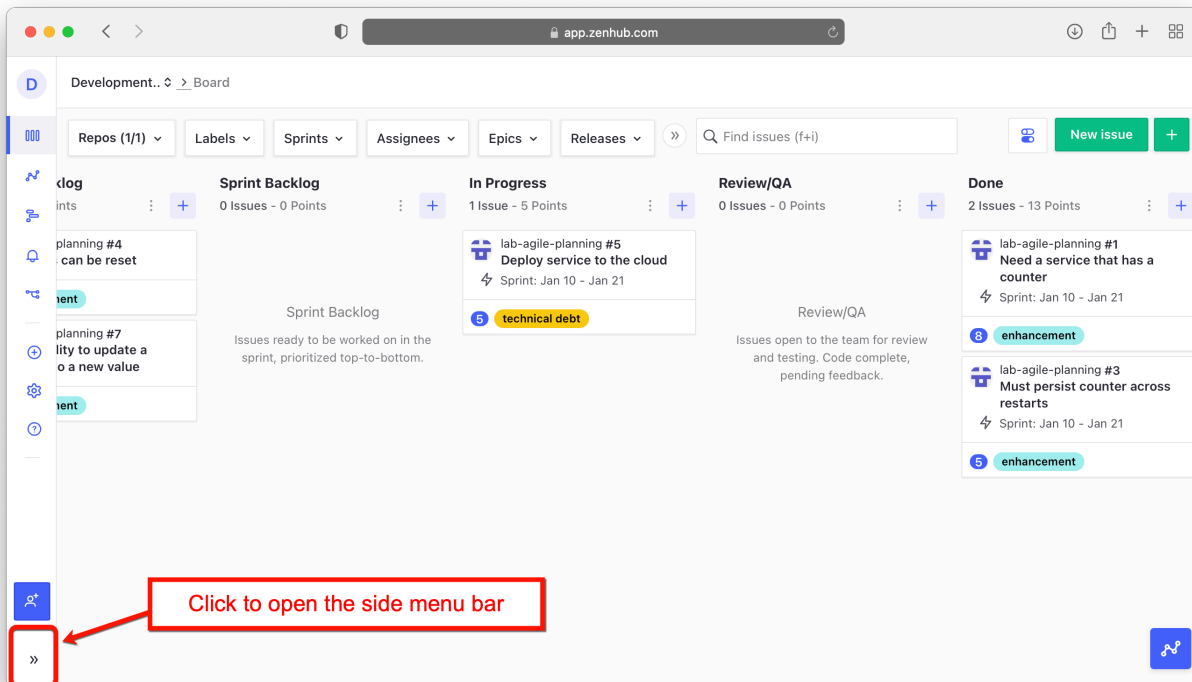 app.zenhub.com
D
Development.. > Board
Repos (1/1)
Labels
Sprints
Assignees
Epics
Releases
»
Find issues (f+i)
New issue
+
klog
ints
+
planning #4
s can be reset
ment
planning #7
lity to update a
o a new value
ment
Sprint Backlog
0 Issues - 0 Points
+
Sprint Backlog
Issues ready to be worked on in the
sprint, prioritized top-to-bottom.
In Progress
1 Issue - 5 Points
+
lab-agile-planning #5
Deploy service to the cloud
Sprint: Jan 10 - Jan 21
5 technical debt
Review/QA
0 Issues - 0 Points
+
Review/QA
Issues open to the team for review
and testing. Code complete,
pending feedback.
Done
2 Issues - 13 Points
+
lab-agile-planning #1
Need a service that has a
counter
Sprint: Jan 10 - Jan 21
8 enhancement
lab-agile-planning #3
Must persist counter across
restarts
Sprint: Jan 10 - Jan 21
5 enhancement
Click to open the side menu bar
»